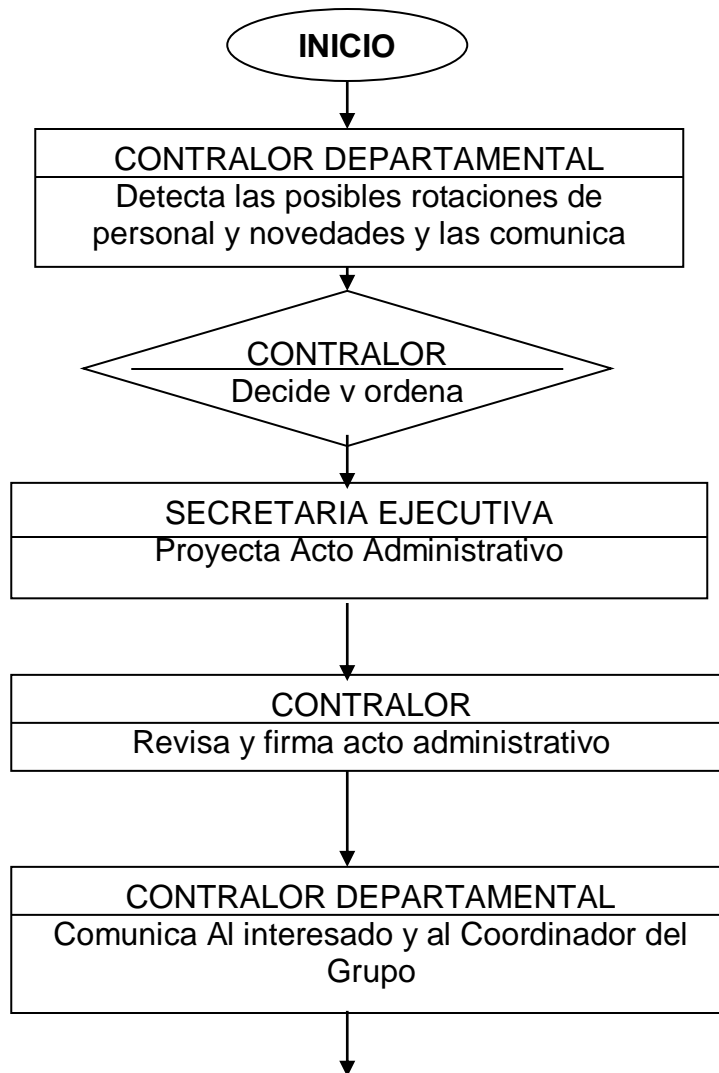 INICIO
CONTRALOR DEPARTAMENTAL
Detecta las posibles rotaciones de
personal y novedades y las comunica
CONTRALOR
Decide y ordena
SECRETARIA EJECUTIVA
Proyecta Acto Administrativo
CONTRALOR
Revisa y firma acto administrativo
CONTRALOR DEPARTAMENTAL
Comunica Al interesado y al Coordinador del
Grupo